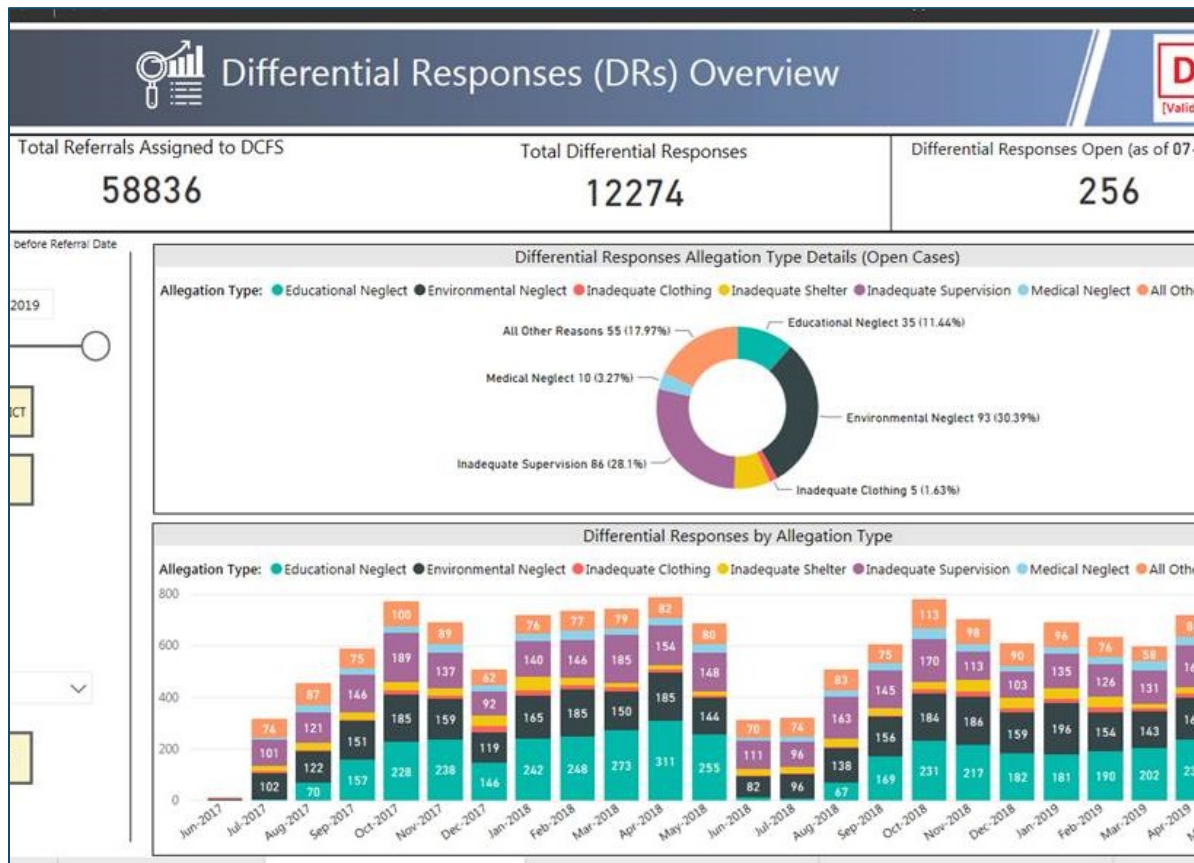 Differential Responses (DRs) Overview
D
[Valid
Total Referrals Assigned to DCFS
58836
Total Differential Responses
12274
Differential Responses Open (as of 07-
256
before Referral Date
2019
ICT
Differential Responses Allegation Type Details (Open Cases)
Allegation Type: Educational Neglect Environmental Neglect Inadequate Clothing Inadequate Shelter Inadequate Supervision Medical Neglect All Othe
Educational Neglect 35 (11.44%)
All Other Reasons 55 (17.97%)
Medical Neglect 10 (3.27%)
Environmental Neglect 93 (30.39%)
Inadequate Supervision 86 (28.1%)
Inadequate Clothing 5 (1.63%)
Differential Responses by Allegation Type
Allegation Type: Educational Neglect Environmental Neglect Inadequate Clothing Inadequate Shelter Inadequate Supervision Medical Neglect All Othe
800
600
400
200
0
74 101 102
87 121 122 70
75 146 151 157
100 189 185 228
89 137 159 238
62 92 119 146
76 140 165 242
77 146 185 248
79 185 150 273
82 154 185 311
80 148 144 255
70 111 82
74 96 96
83 163 138 67
75 145 156 169
113 170 184 231
98 113 186 217
90 103 159 182
96 135 196 181
76 126 154 190
58 131 143 202
8 16 16 23
Jun-2017 Jul-2017 Aug-2017 Sep-2017 Oct-2017 Nov-2017 Dec-2017 Jan-2018 Feb-2018 Mar-2018 Apr-2018 May-2018 Jun-2018 Jul-2018 Aug-2018 Sep-2018 Oct-2018 Nov-2018 Dec-2018 Jan-2019 Feb-2019 Mar-2019 Apr-2019